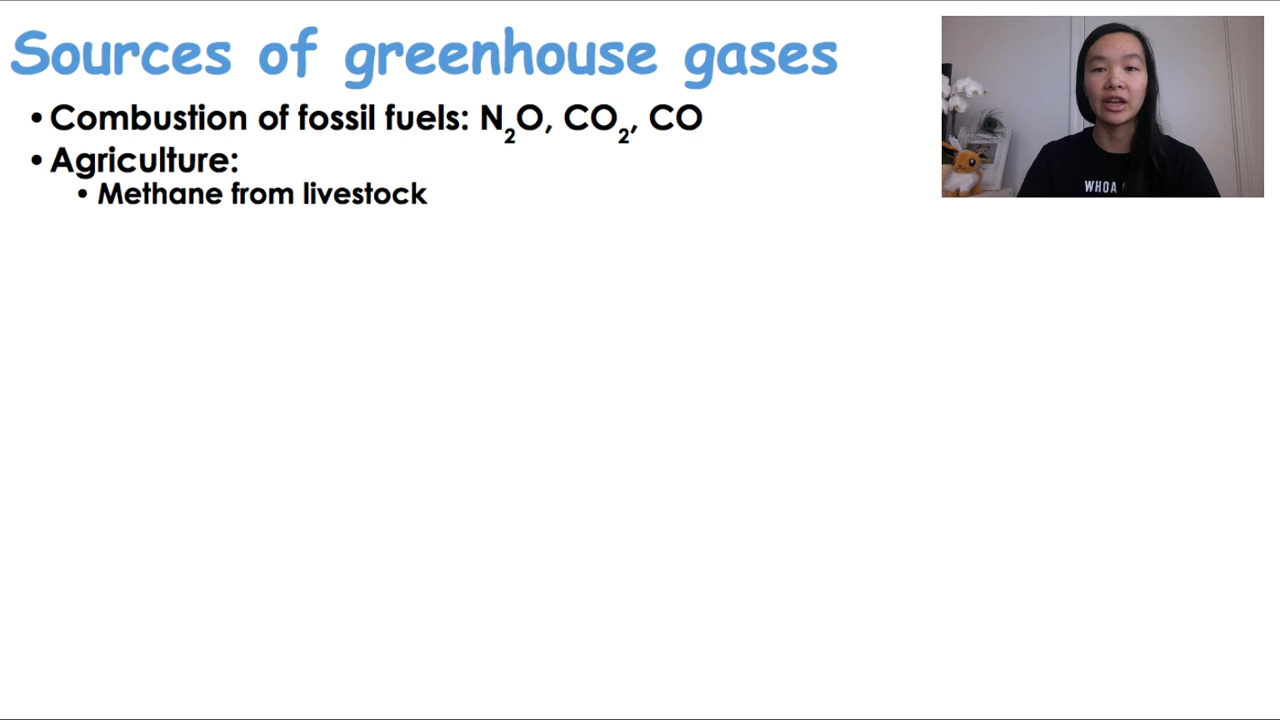 Sources of greenhouse gases
• Combustion of fossil fuels: N₂O, CO₂, CO
• Agriculture:
• Methane from livestock
WHOA